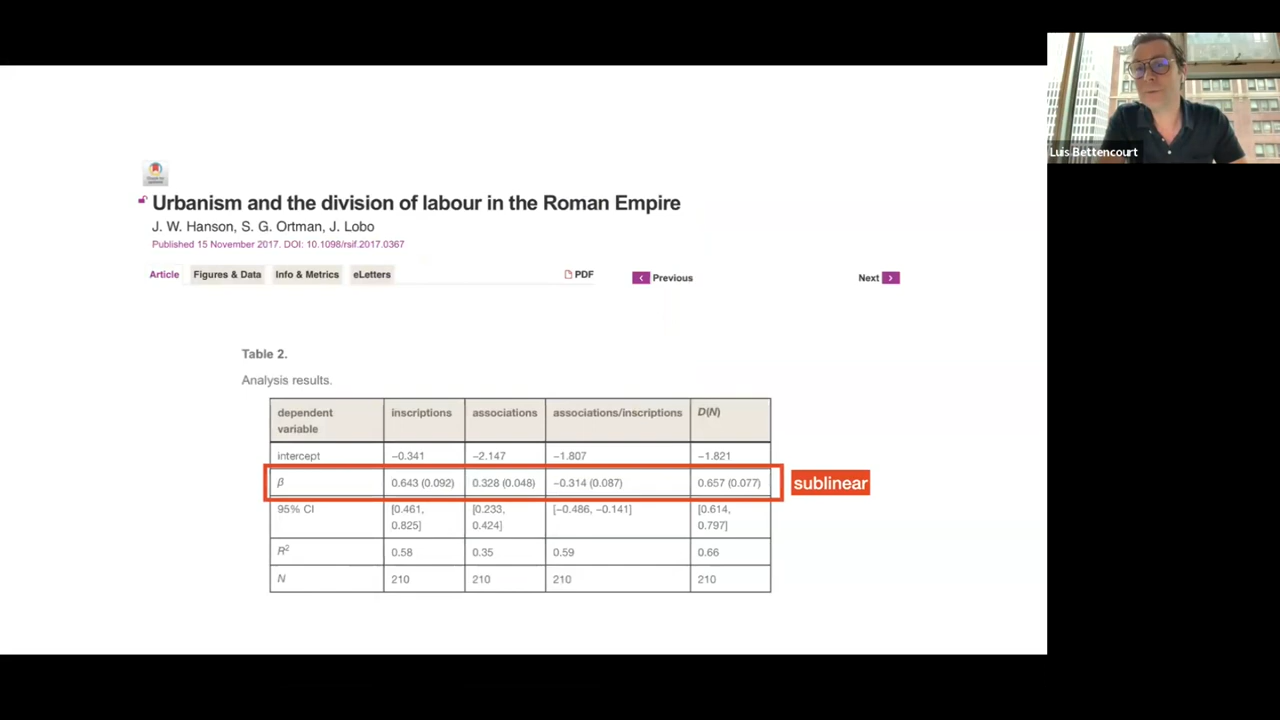 Luis Bettencourt
Urbanism and the division of labour in the Roman Empire
J. W. Hanson, S. G. Ortman, J. Lobo
Published 15 November 2017. DOI: 10.1098/rsif.2017.0367
Article Figures & Data Info & Metrics eLetters PDF Previous Next
Table 2.
Analysis results.
dependent variable inscriptions associations associations/inscriptions D(N)
intercept −0.341 −2.147 −1.807 −1.821
β 0.643 (0.092) 0.328 (0.048) −0.314 (0.087) 0.657 (0.077) sublinear
95% CI [0.461, 0.825] [0.233, 0.424] [−0.486, −0.141] [0.614, 0.797]
R² 0.58 0.35 0.59 0.66
N 210 210 210 210